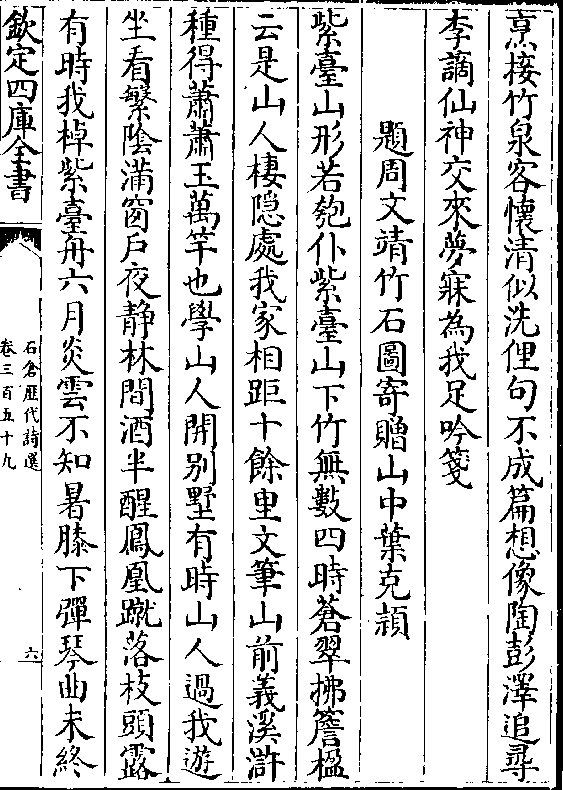 烹接竹泉客懷清似洗俚句不成篇想像陶彭澤追尋
李謫仙神交來夢寐為我足吟箋
題周文靖竹石圖寄贈山中葉克頴
紫臺山形若匏仆紫臺山下竹無數四時蒼翠拂簷楹
云是山人棲隠處我家相距十餘里文筆山前義溪滸
種得蕭蕭玉萬竿也學山人開别墅有時山人過我遊
坐看繁陰滿窗戶夜静林間酒半醒鳳凰蹴落枝頭露
有時我棹紫臺舟六月炎雲不知暑膝下彈琴曲未終
欽定四庫全書
石倉歴代詩選
卷三百五十九
六